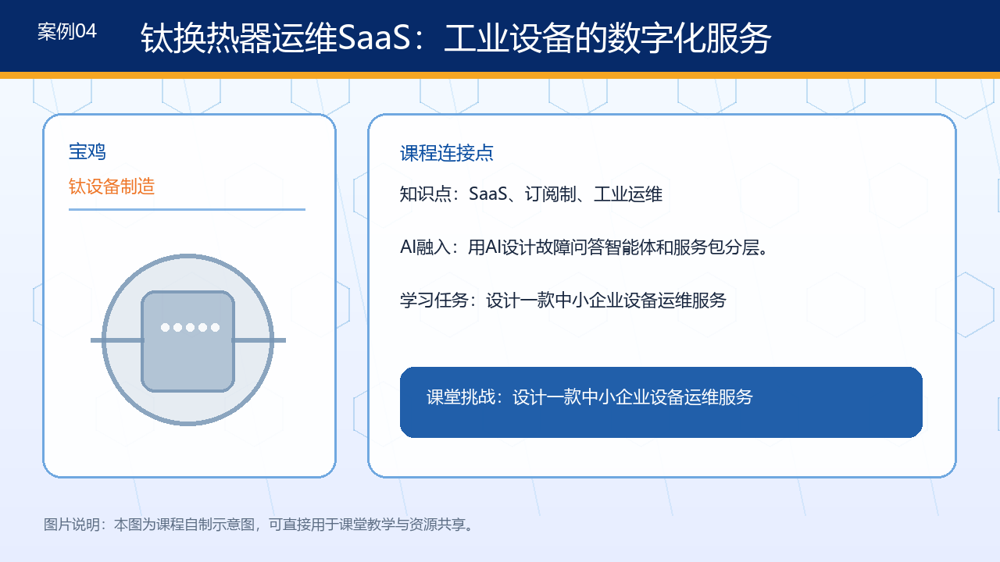 案例04
钛换热器运维SaaS：工业设备的数字化服务
宝鸡
钛设备制造
课程连接点
知识点：SaaS、订阅制、工业运维
AI融入：用AI设计故障问答智能体和服务包分层。
学习任务：设计一款中小企业设备运维服务
课堂挑战：设计一款中小企业设备运维服务
图片说明：本图为课程自制示意图，可直接用于课堂教学与资源共享。